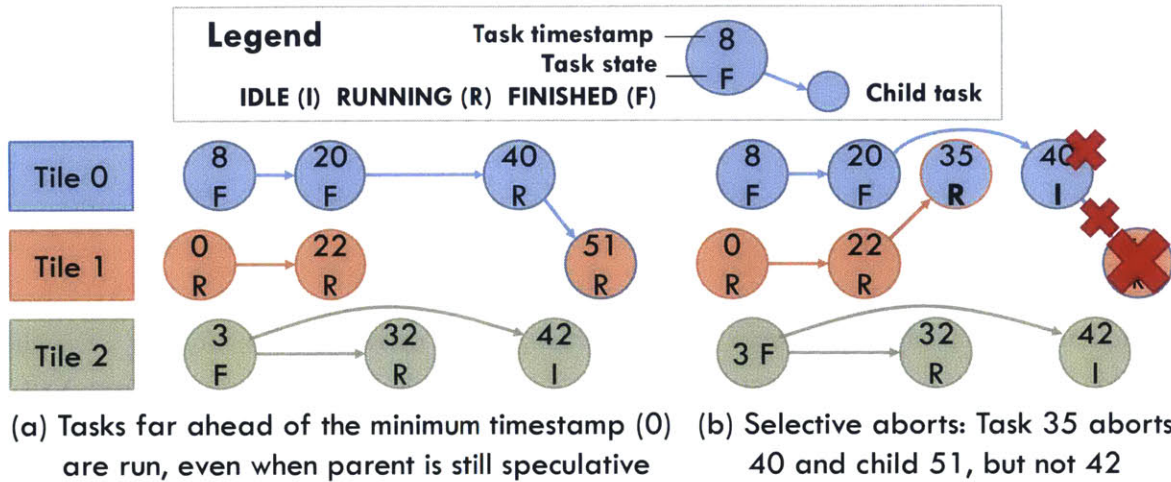 Legend
Task timestamp
8
Task state
F
IDLE (I) RUNNING (R) FINISHED (F)
Child task
Tile 0
8
F
20
F
40
R
Tile 1
0
R
22
R
51
R
Tile 2
3
F
32
R
42
I
8
F
20
F
35
R
40
I
0
R
22
R
3 F
32
R
42
I
(a) Tasks far ahead of the minimum timestamp (0)
are run, even when parent is still speculative
(b) Selective aborts: Task 35 aborts
40 and child 51, but not 42